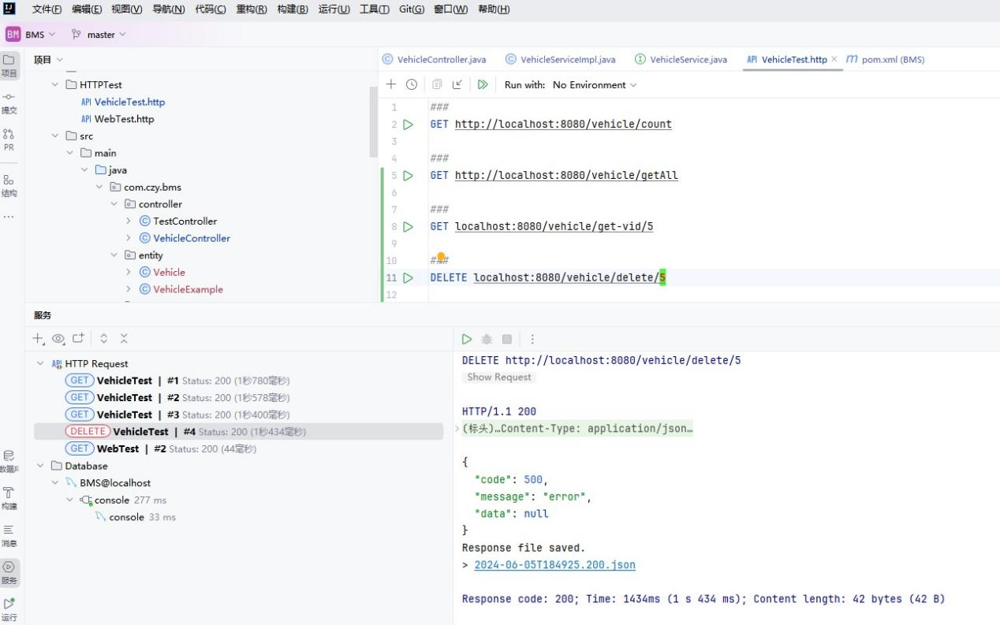 文件(F) 编辑(E) 视图(V) 导航(N) 代码(C) 重构(R) 构建(B) 运行(U) 工具(T) Git(G) 窗口(W) 帮助(H)
BM BMS master
项目
VehicleController.java VehicleServiceImpl.java VehicleService.java API VehicleTest.http pom.xml (BMS)
项目
提交
PR
结构
HTTPTest
API VehicleTest.http
API WebTest.http
src
main
java
com.czy.bms
controller
TestController
VehicleController
entity
Vehicle
VehicleExample
Run with: No Environment
1 ###
2 GET http://localhost:8080/vehicle/count
3
4 ###
5 GET http://localhost:8080/vehicle/getAll
6
7 ###
8 GET localhost:8080/vehicle/get-vid/5
9
10 ###
11 DELETE localhost:8080/vehicle/delete/5
12
服务
API HTTP Request
GET VehicleTest | #1 Status: 200 (1秒780毫秒)
GET VehicleTest | #2 Status: 200 (1秒578毫秒)
GET VehicleTest | #3 Status: 200 (1秒400毫秒)
DELETE VehicleTest | #4 Status: 200 (1秒434毫秒)
GET WebTest | #2 Status: 200 (44毫秒)
Database
BMS@localhost
console 277 ms
console 33 ms
数据库
构建
消息
服务
运行
DELETE http://localhost:8080/vehicle/delete/5
Show Request
HTTP/1.1 200
(标头)…Content-Type: application/json…
{
"code": 500,
"message": "error",
"data": null
}
Response file saved.
> 2024-06-05T184925.200.json
Response code: 200; Time: 1434ms (1 s 434 ms); Content length: 42 bytes (42 B)